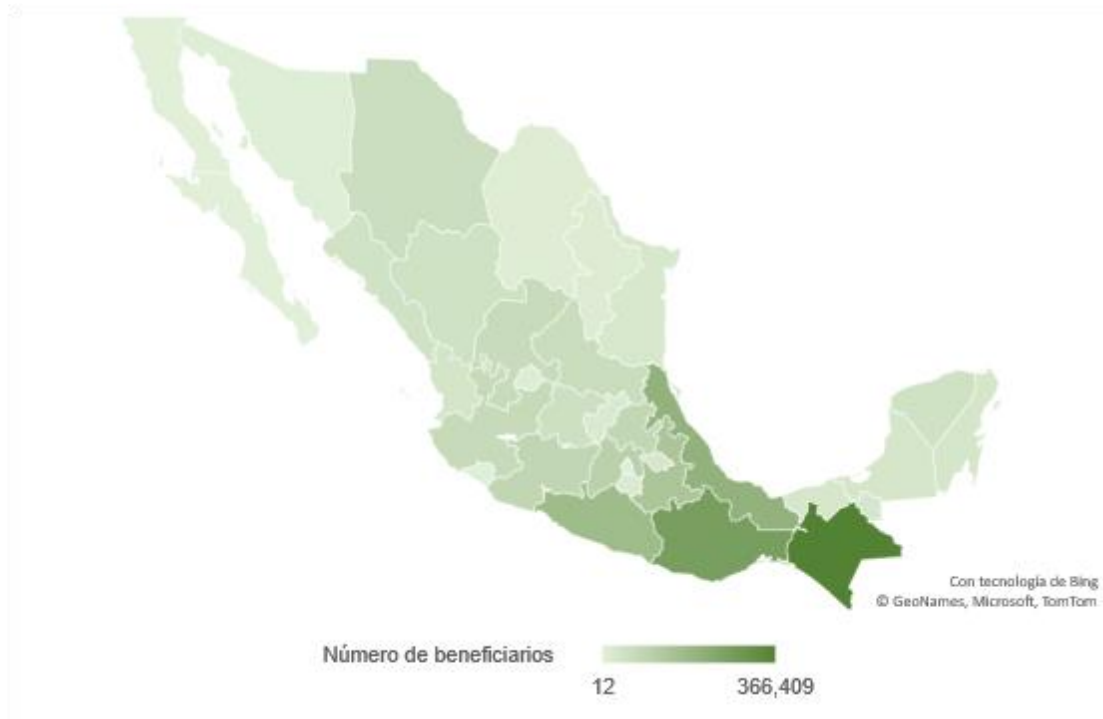 Con tecnología de Bing
© GeoNames, Microsoft, TomTom
Número de beneficiarios
12
366,409